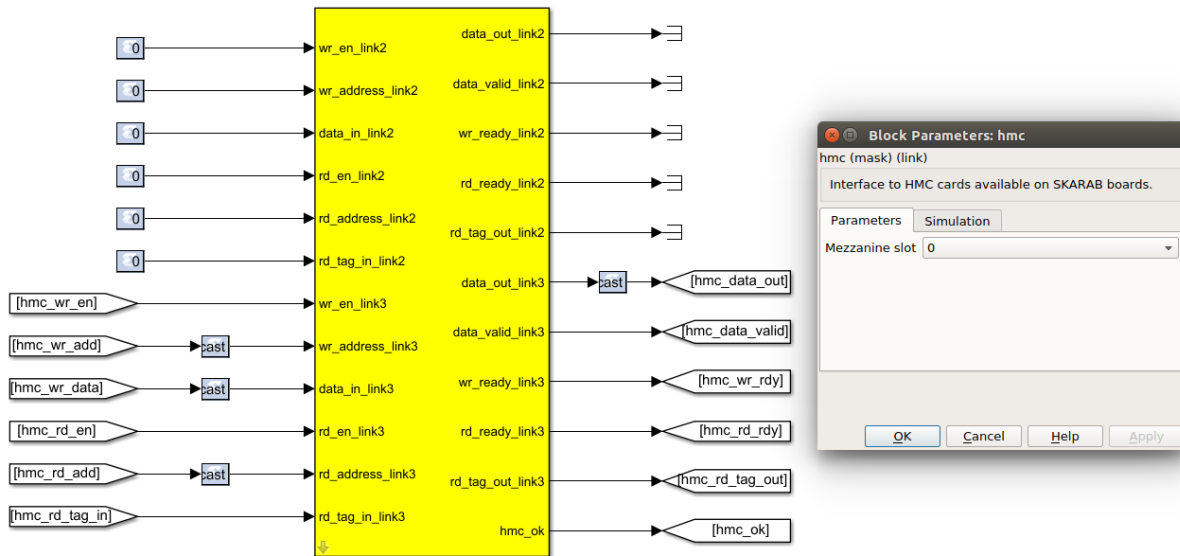 0
0
0
0
0
0
[hmc_wr_en]
[hmc_wr_add]
cast
[hmc_wr_data]
cast
[hmc_rd_en]
[hmc_rd_add]
cast
[hmc_rd_tag_in]
wr_en_link2
wr_address_link2
data_in_link2
rd_en_link2
rd_address_link2
rd_tag_in_link2
wr_en_link3
wr_address_link3
data_in_link3
rd_en_link3
rd_address_link3
rd_tag_in_link3
data_out_link2
data_valid_link2
wr_ready_link2
rd_ready_link2
rd_tag_out_link2
data_out_link3
data_valid_link3
wr_ready_link3
rd_ready_link3
rd_tag_out_link3
hmc_ok
cast
[hmc_data_out]
[hmc_data_valid]
[hmc_wr_rdy]
[hmc_rd_rdy]
[hmc_rd_tag_out]
[hmc_ok]
Block Parameters: hmc
hmc (mask) (link)
Interface to HMC cards available on SKARAB boards.
Parameters Simulation
Mezzanine slot 0
OK Cancel Help Apply